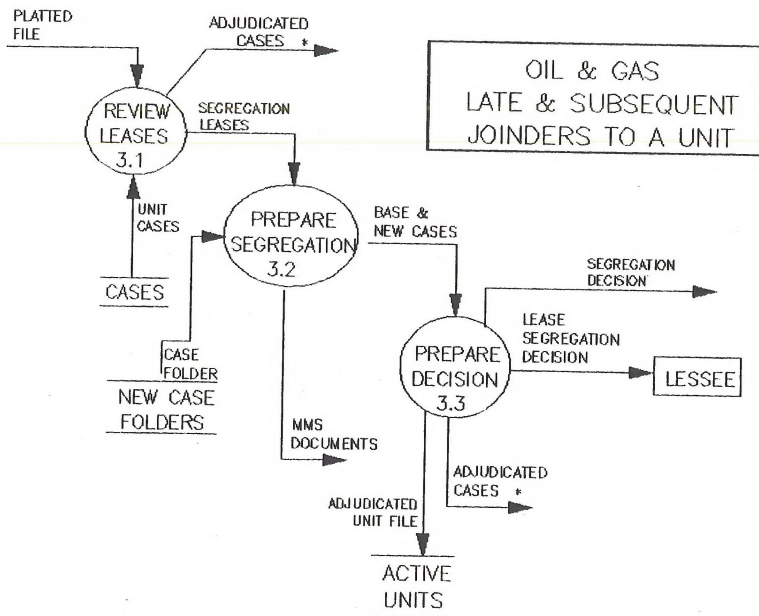 PLATTED
FILE
ADJUDICATED
CASES *
OIL & GAS
LATE & SUBSEQUENT
JOINDERS TO A UNIT
REVIEW
LEASES
3.1
SEGREGATION
LEASES
UNIT
CASES
CASES
PREPARE
SEGREGATION
3.2
BASE &
NEW CASES
SEGREGATION
DECISION
LEASE
SEGREGATION
DECISION
LESSEE
CASE
FOLDER
NEW CASE
FOLDERS
PREPARE
DECISION
3.3
MMS
DOCUMENTS
ADJUDICATED
CASES *
ADJUDICATED
UNIT FILE
ACTIVE
UNITS